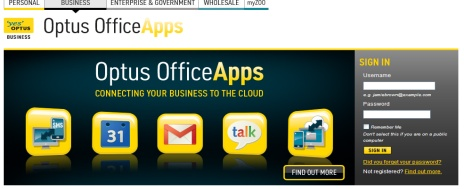 PERSONAL BUSINESS ENTERPRISE & GOVERNMENT WHOLESALE myZOO
"yes" OPTUS BUSINESS
Optus OfficeApps
Optus OfficeApps
CONNECTING YOUR BUSINESS TO THE CLOUD
SMS
31
talk
FIND OUT MORE
SIGN IN
Username
e.g. jamiestrom@example.com
Password
Remember Me
Don't select this if you are on a public
computer
SIGN IN
Did you forget your password?
Not registered? Find out more.